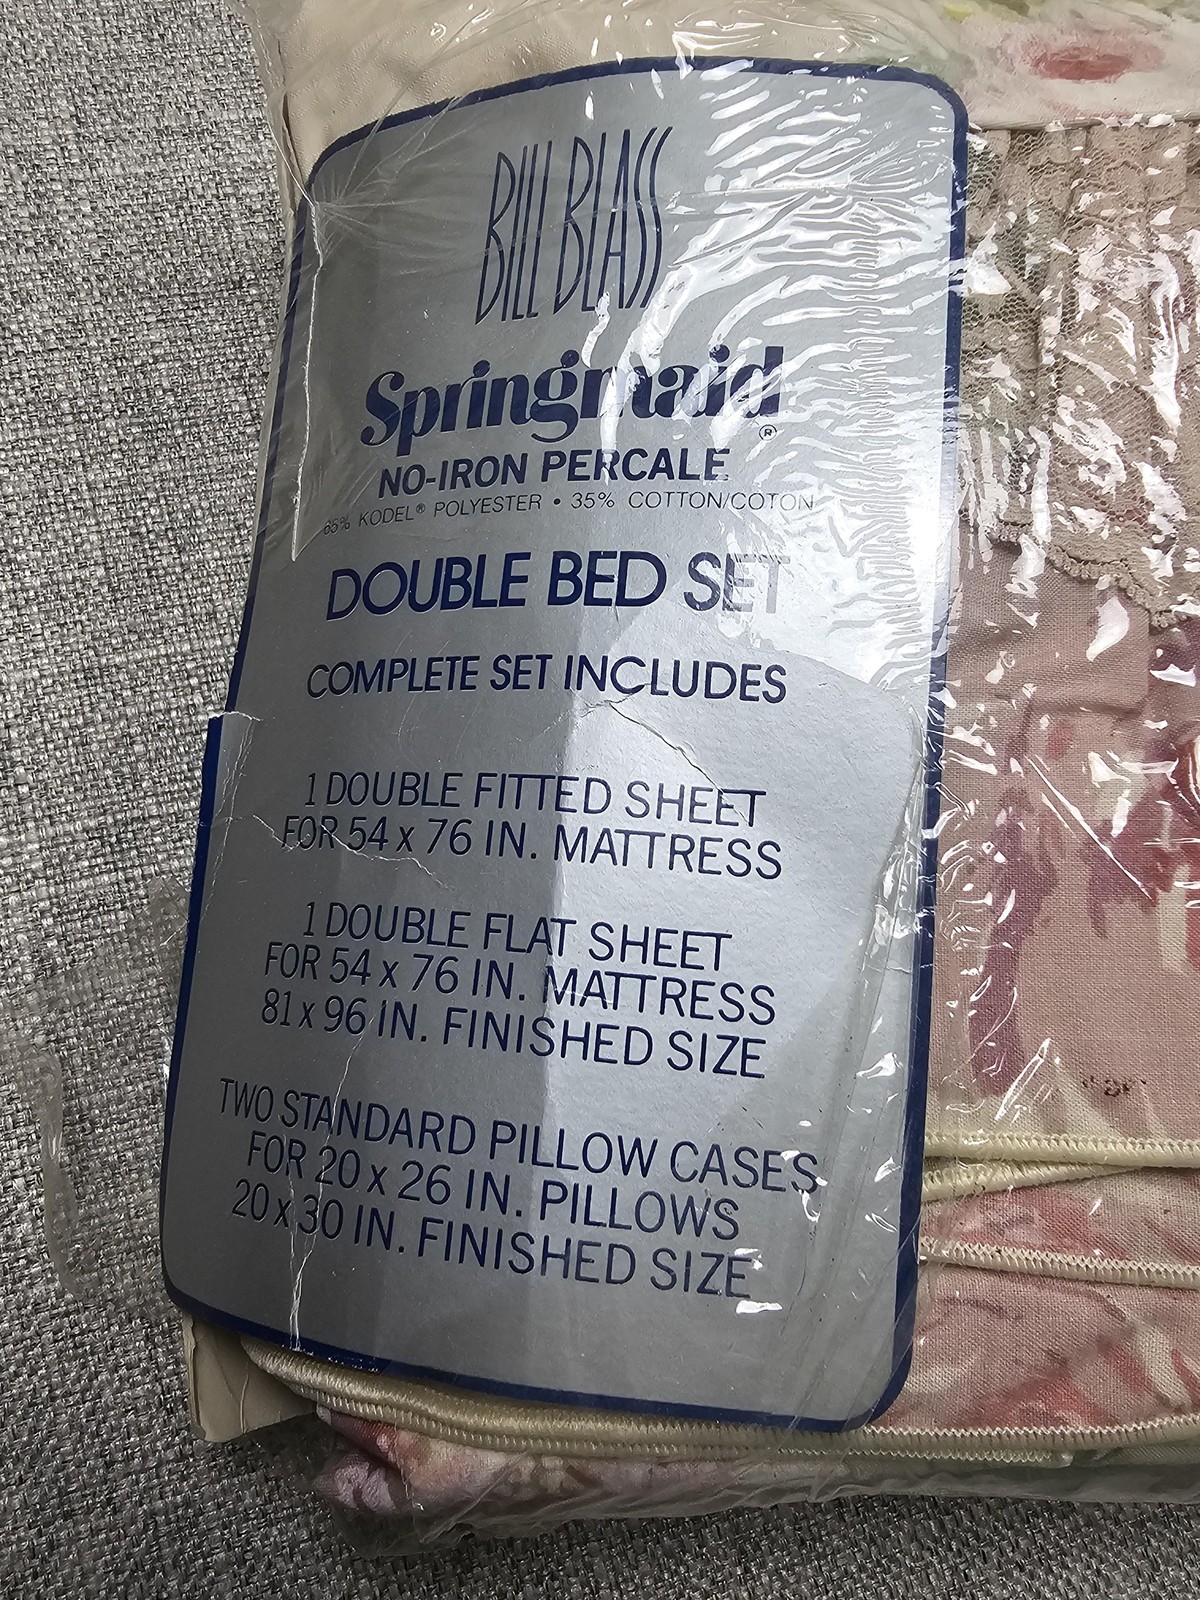 BILL BLASS
Springmaid®
NO-IRON PERCALE
65% KODEL® POLYESTER • 35% COTTON/COTON
DOUBLE BED SET
COMPLETE SET INCLUDES
1 DOUBLE FITTED SHEET
FOR 54 x 76 IN. MATTRESS
1 DOUBLE FLAT SHEET
FOR 54 x 76 IN. MATTRESS
81 x 96 IN. FINISHED SIZE
TWO STANDARD PILLOW CASES
FOR 20 x 26 IN. PILLOWS
20 x 30 IN. FINISHED SIZE